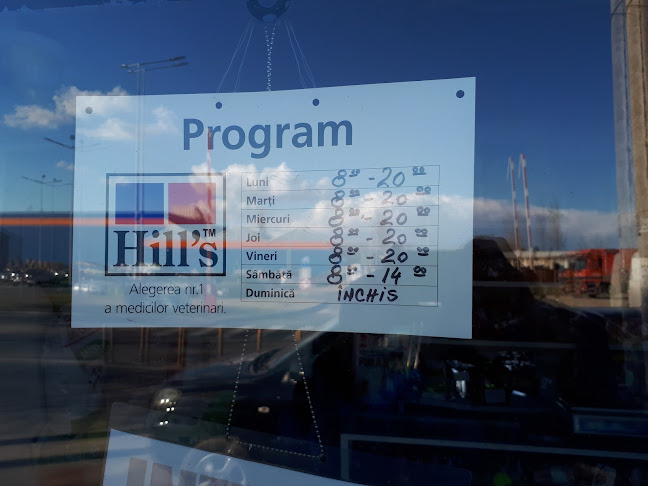 Program
Hill's™
Alegerea nr.1
a medicilor veterinari.
Luni 8⁰⁰-20⁰⁰
Marți 8⁰⁰-20⁰⁰
Miercuri 8⁰⁰-20⁰⁰
Joi 8⁰⁰-20⁰⁰
Vineri 8⁰⁰-20⁰⁰
Sâmbătă 8⁰⁰-14⁰⁰
Duminică ÎNCHIS